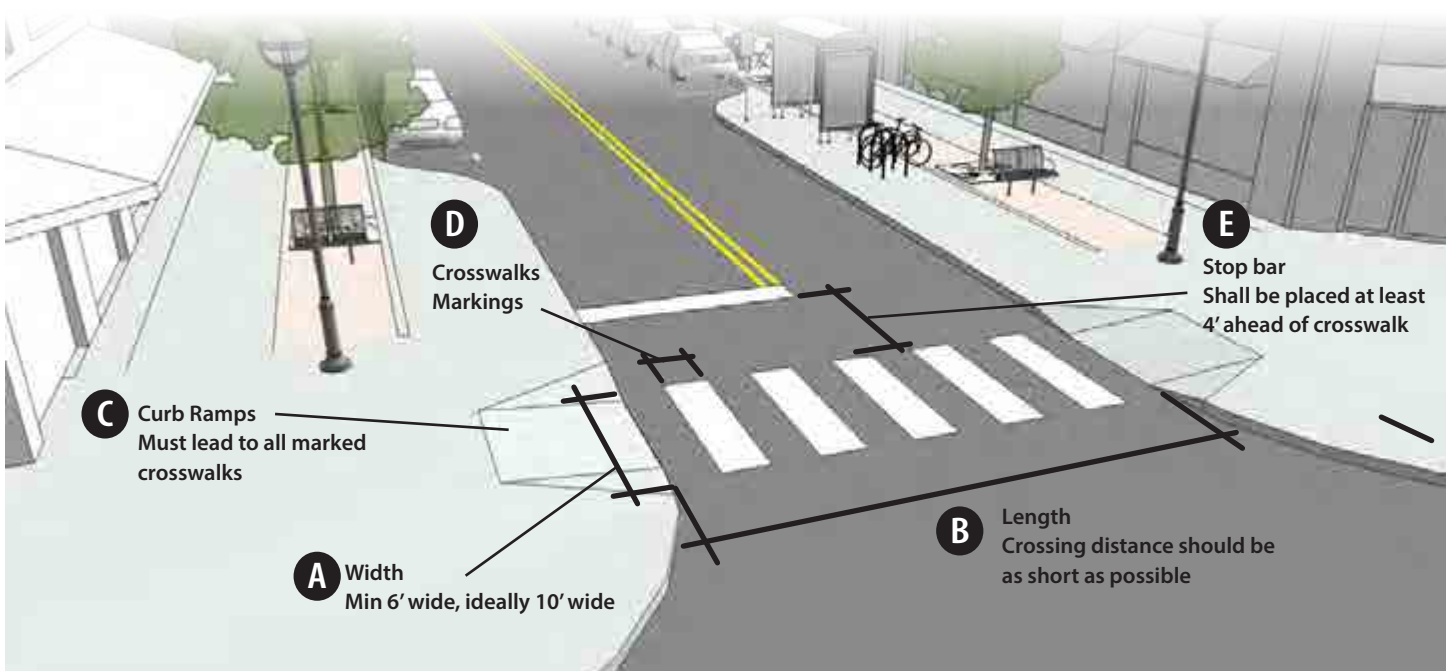 A
Width
Min 6' wide, ideally 10' wide
B
Length
Crossing distance should be
as short as possible
C
Curb Ramps
Must lead to all marked
crosswalks
D
Crosswalks
Markings
E
Stop bar
Shall be placed at least
4' ahead of crosswalk